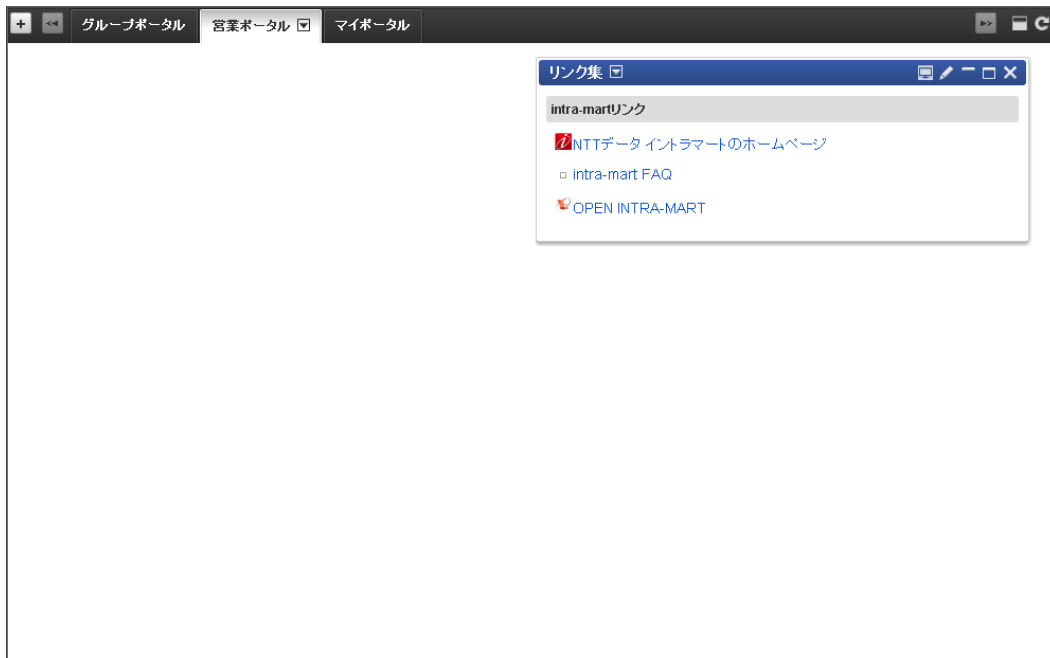 グループポータル 営業ポータル マイポータル
リンク集
intra-martリンク
NTTデータ イントラマートのホームページ
intra-mart FAQ
OPEN INTRA-MART